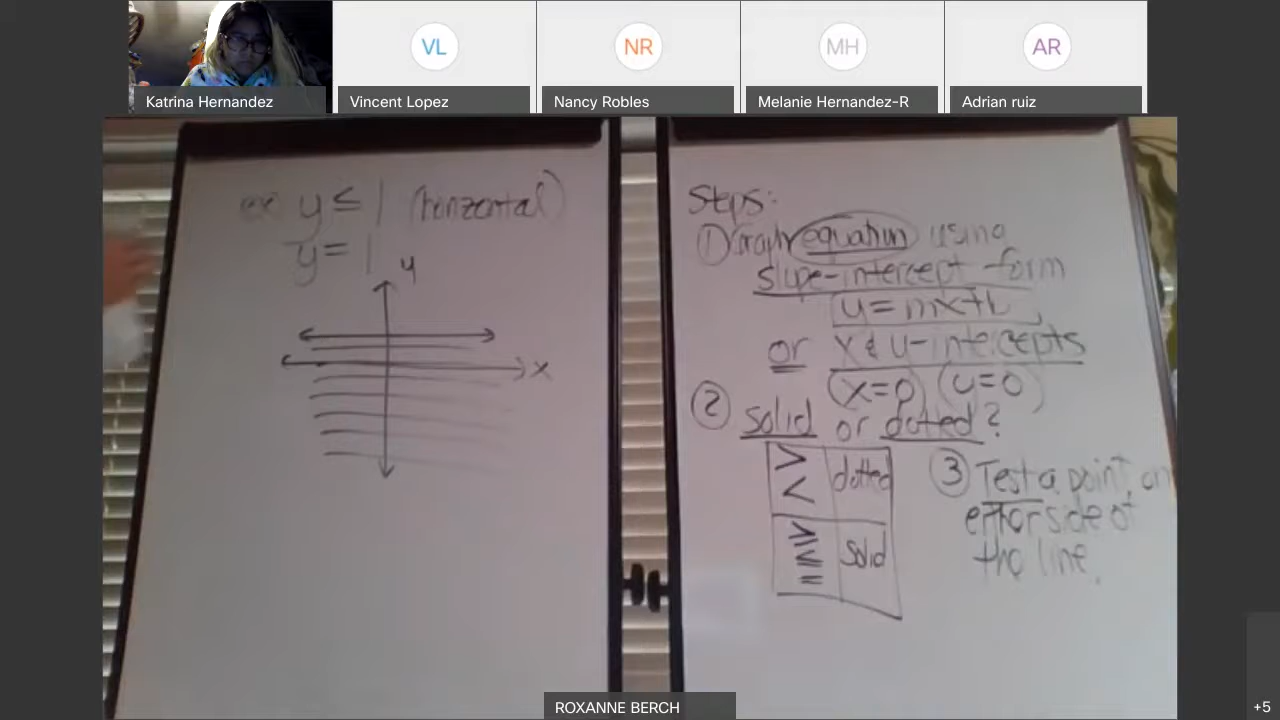 VL
NR
MH
AR
Katrina Hernandez
Vincent Lopez
Nancy Robles
Melanie Hernandez-R
Adrian ruiz
ex y ≤ 1 (horizontal)
y = 1
y
x
Steps:
① Graph equation using
slope-intercept form
y = mx+b
or x & y-intercepts
(x=0) (y=0)
② solid or dotted?
> dotted
<
≥ solid
≤
=
③ Test a point on
either side of
the line.
ROXANNE BERCH
+5